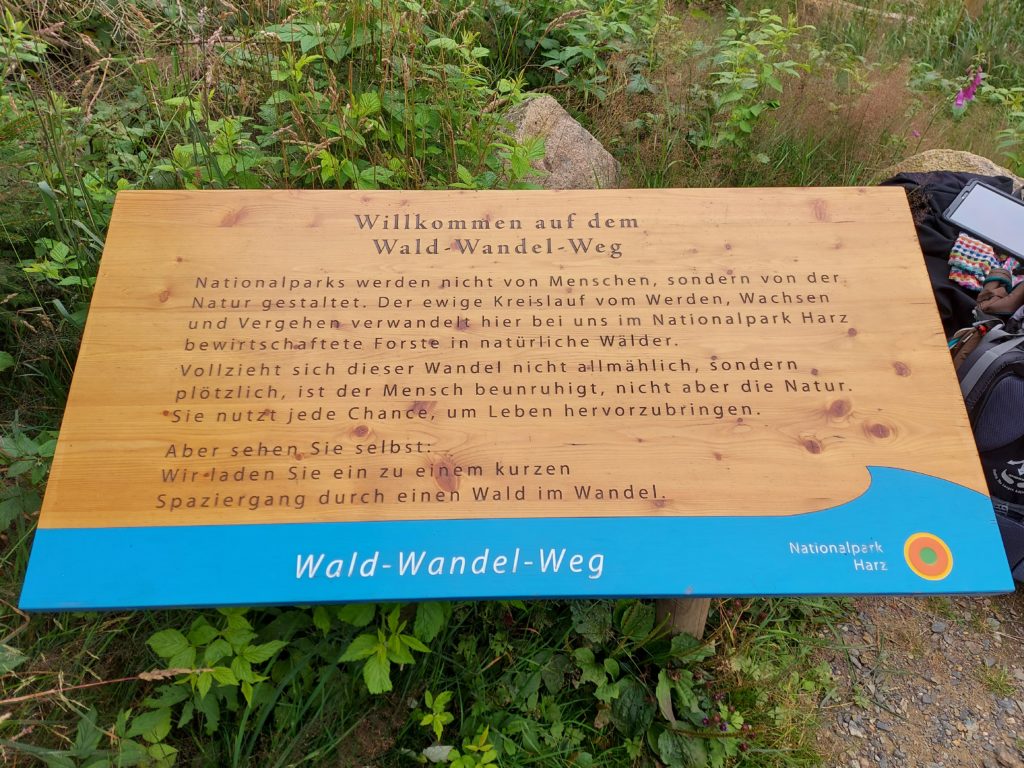 Willkommen auf dem
Wald-Wandel-Weg
Nationalparks werden nicht von Menschen, sondern von der
Natur gestaltet. Der ewige Kreislauf vom Werden, Wachsen
und Vergehen verwandelt hier bei uns im Nationalpark Harz
bewirtschaftete Forste in natürliche Wälder.
Vollzieht sich dieser Wandel nicht allmählich, sondern
plötzlich, ist der Mensch beunruhigt, nicht aber die Natur.
Sie nutzt jede Chance, um Leben hervorzubringen.
Aber sehen Sie selbst:
Wir laden Sie ein zu einem kurzen
Spaziergang durch einen Wald im Wandel.
Wald-Wandel-Weg
Nationalpark
Harz